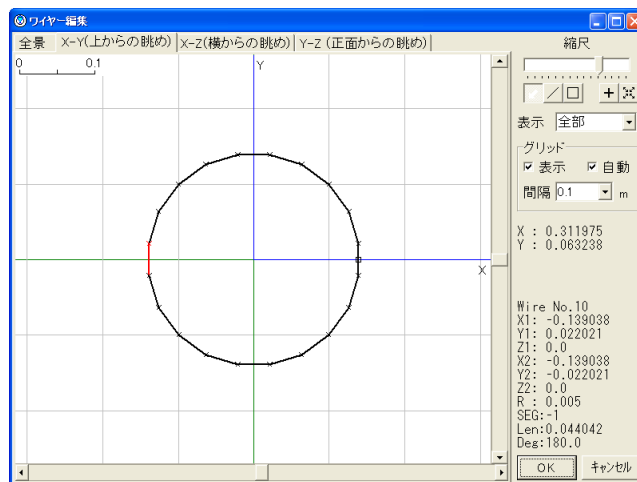 ワイヤー編集
全景 X-Y(上からの眺め) X-Z(横からの眺め) Y-Z (正面からの眺め)
縮尺
0 0.1
Y
X
表示 全部
グリッド
表示 自動
間隔 0.1 m
X : 0.311975
Y : 0.063238
Wire No.10
X1: -0.139038
Y1: 0.022021
Z1: 0.0
X2: -0.139038
Y2: -0.022021
Z2: 0.0
R : 0.005
SEG:-1
Len:0.044042
Deg:180.0
OK キャンセル